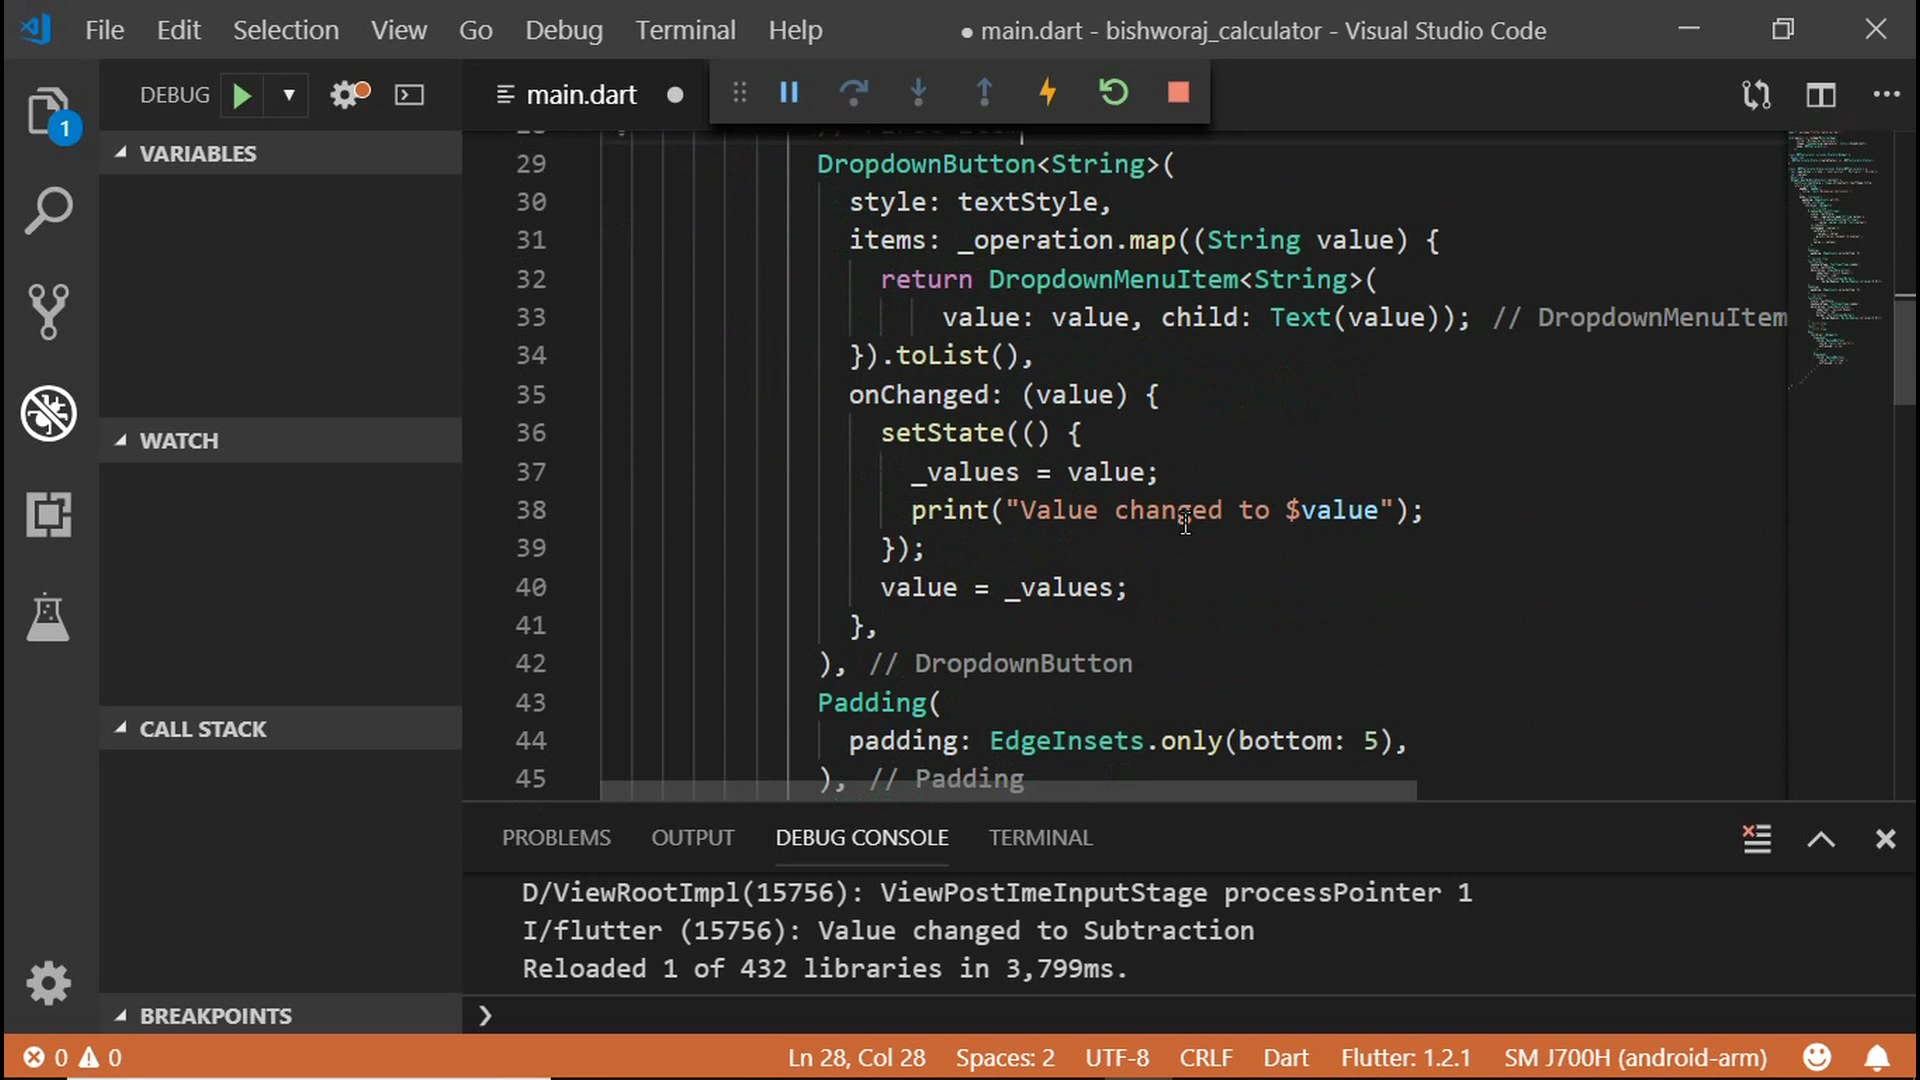 File Edit Selection View Go Debug Terminal Help ● main.dart - bishworaj_calculator - Visual Studio Code
DEBUG main.dart
1
VARIABLES
WATCH
CALL STACK
BREAKPOINTS
29 DropdownButton<String>(
30 style: textStyle,
31 items: _operation.map((String value) {
32 return DropdownMenuItem<String>(
33 value: value, child: Text(value)); // DropdownMenuItem
34 }).toList(),
35 onChanged: (value) {
36 setState(() {
37 _values = value;
38 print("Value changed to $value");
39 });
40 value = _values;
41 },
42 ), // DropdownButton
43 Padding(
44 padding: EdgeInsets.only(bottom: 5),
45 ), // Padding
PROBLEMS OUTPUT DEBUG CONSOLE TERMINAL
D/ViewRootImpl(15756): ViewPostImeInputStage processPointer 1
I/flutter (15756): Value changed to Subtraction
Reloaded 1 of 432 libraries in 3,799ms.
❯
0 0 Ln 28, Col 28 Spaces: 2 UTF-8 CRLF Dart Flutter: 1.2.1 SM J700H (android-arm)